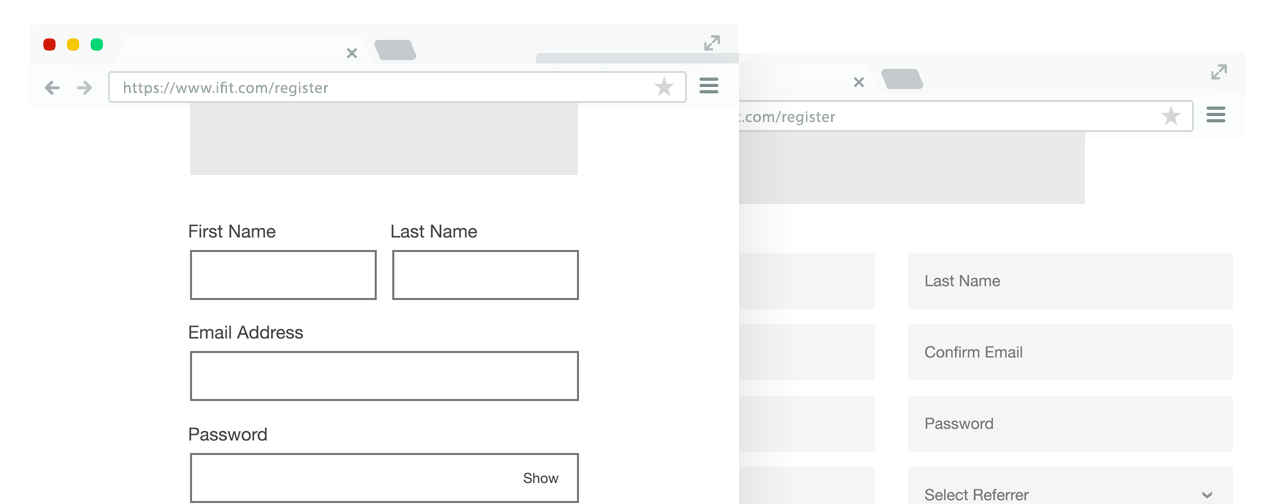 https://www.ifit.com/register
First Name
Last Name
Email Address
Password
Show
.com/register
Last Name
Confirm Email
Password
Select Referrer